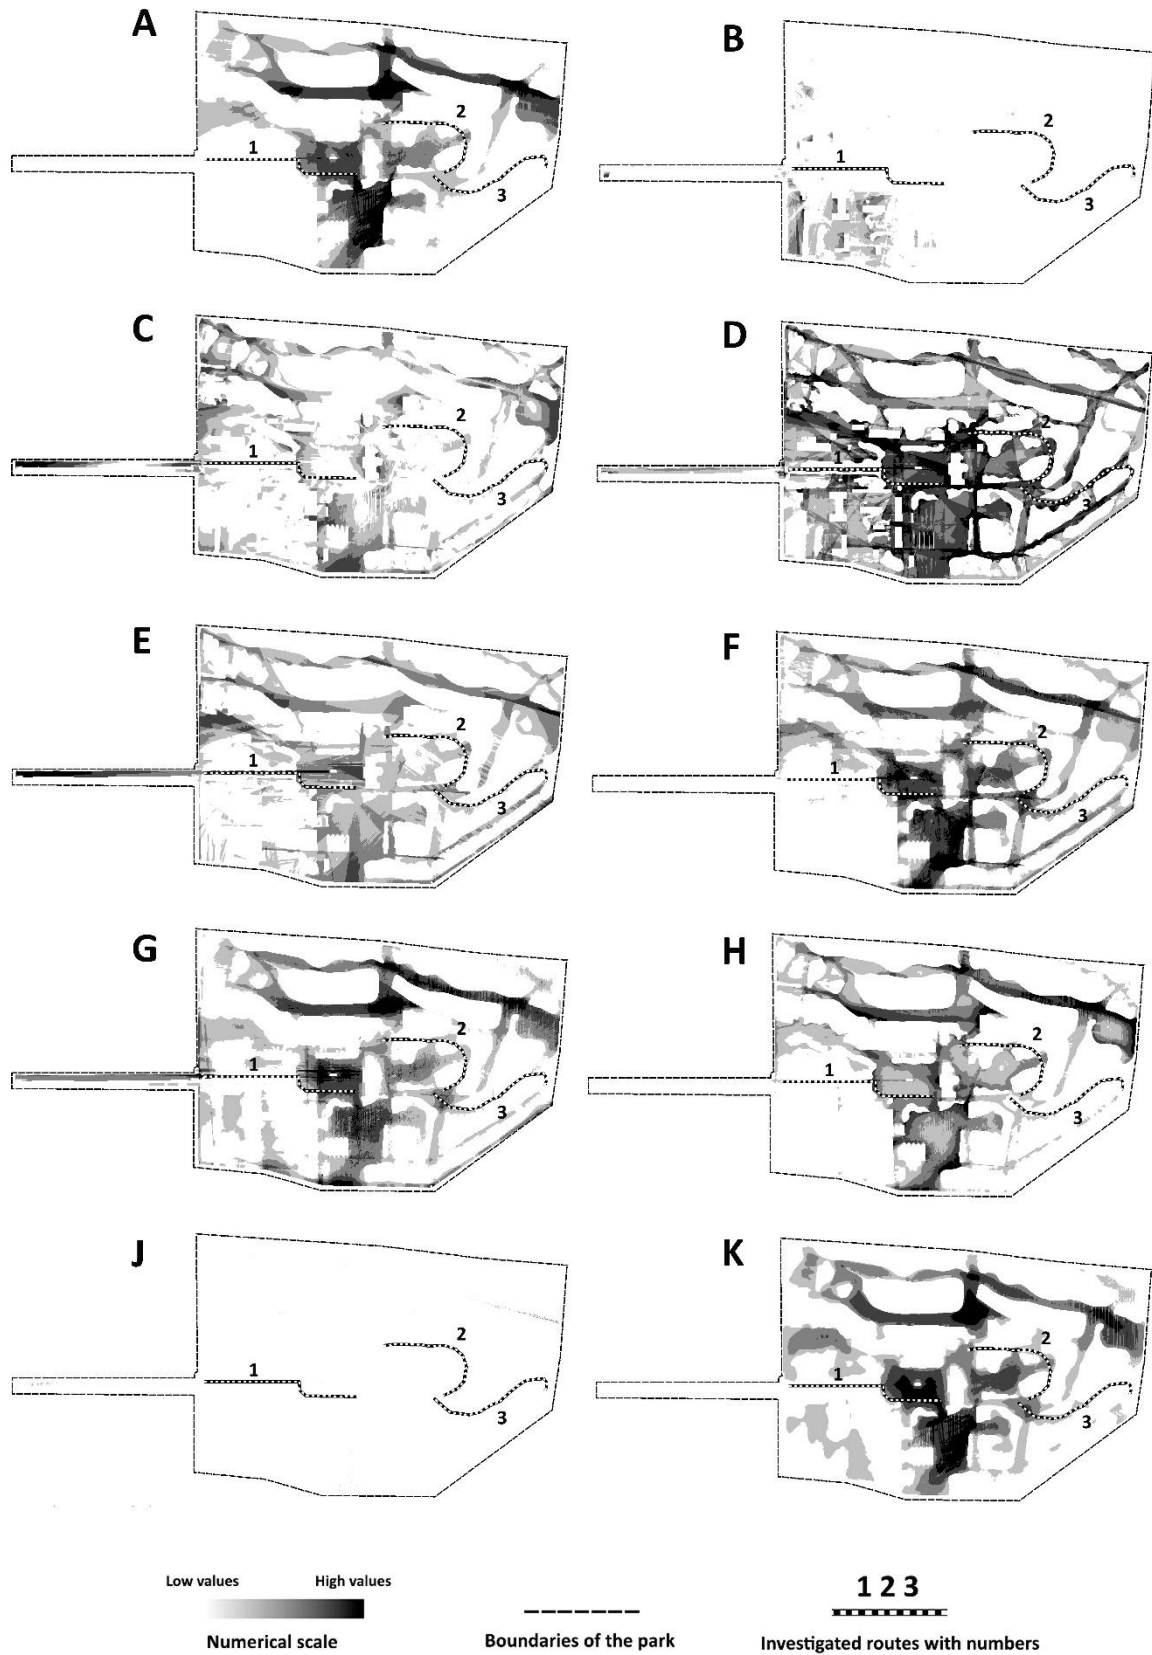 A
B
1
2
3
1
2
3
C
D
1
2
3
1
2
3
E
F
1
2
3
1
2
3
G
H
1
2
3
1
2
3
J
K
1
2
3
1
2
3
Low values High values
1 2 3
Numerical scale
Boundaries of the park
Investigated routes with numbers